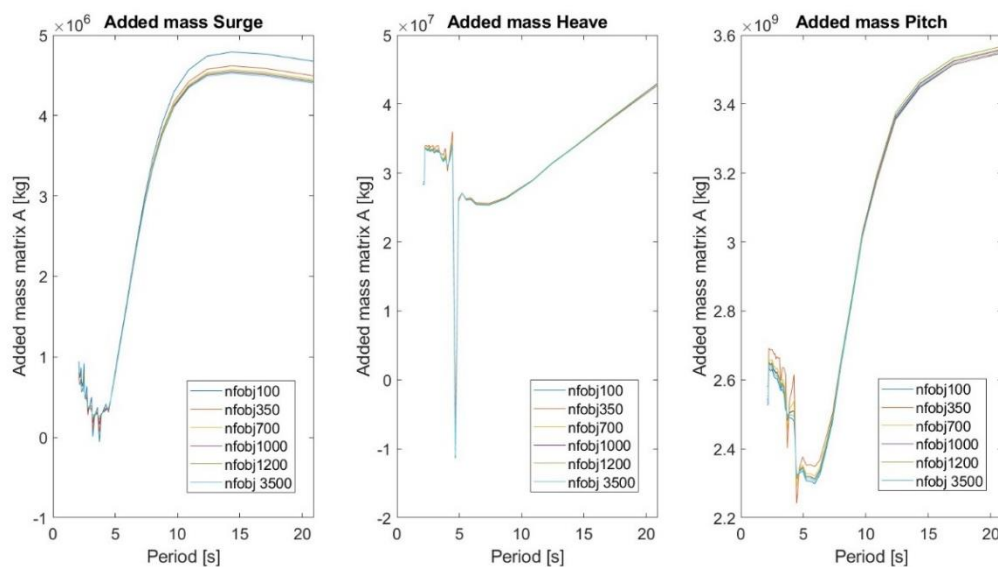 Added mass Surge
×10⁶
Added mass matrix A [kg]
5
4
3
2
1
0
-1
0 5 10 15 20
Period [s]
nfobj100
nfobj350
nfobj700
nfobj1000
nfobj1200
nfobj 3500
Added mass Heave
×10⁷
Added mass matrix A [kg]
5
4
3
2
1
0
-1
-2
0 5 10 15 20
Period [s]
nfobj100
nfobj350
nfobj700
nfobj1000
nfobj1200
nfobj 3500
Added mass Pitch
×10⁹
Added mass matrix A [kg]
3.6
3.4
3.2
3
2.8
2.6
2.4
2.2
0 5 10 15 20
Period [s]
nfobj100
nfobj350
nfobj700
nfobj1000
nfobj1200
nfobj 3500